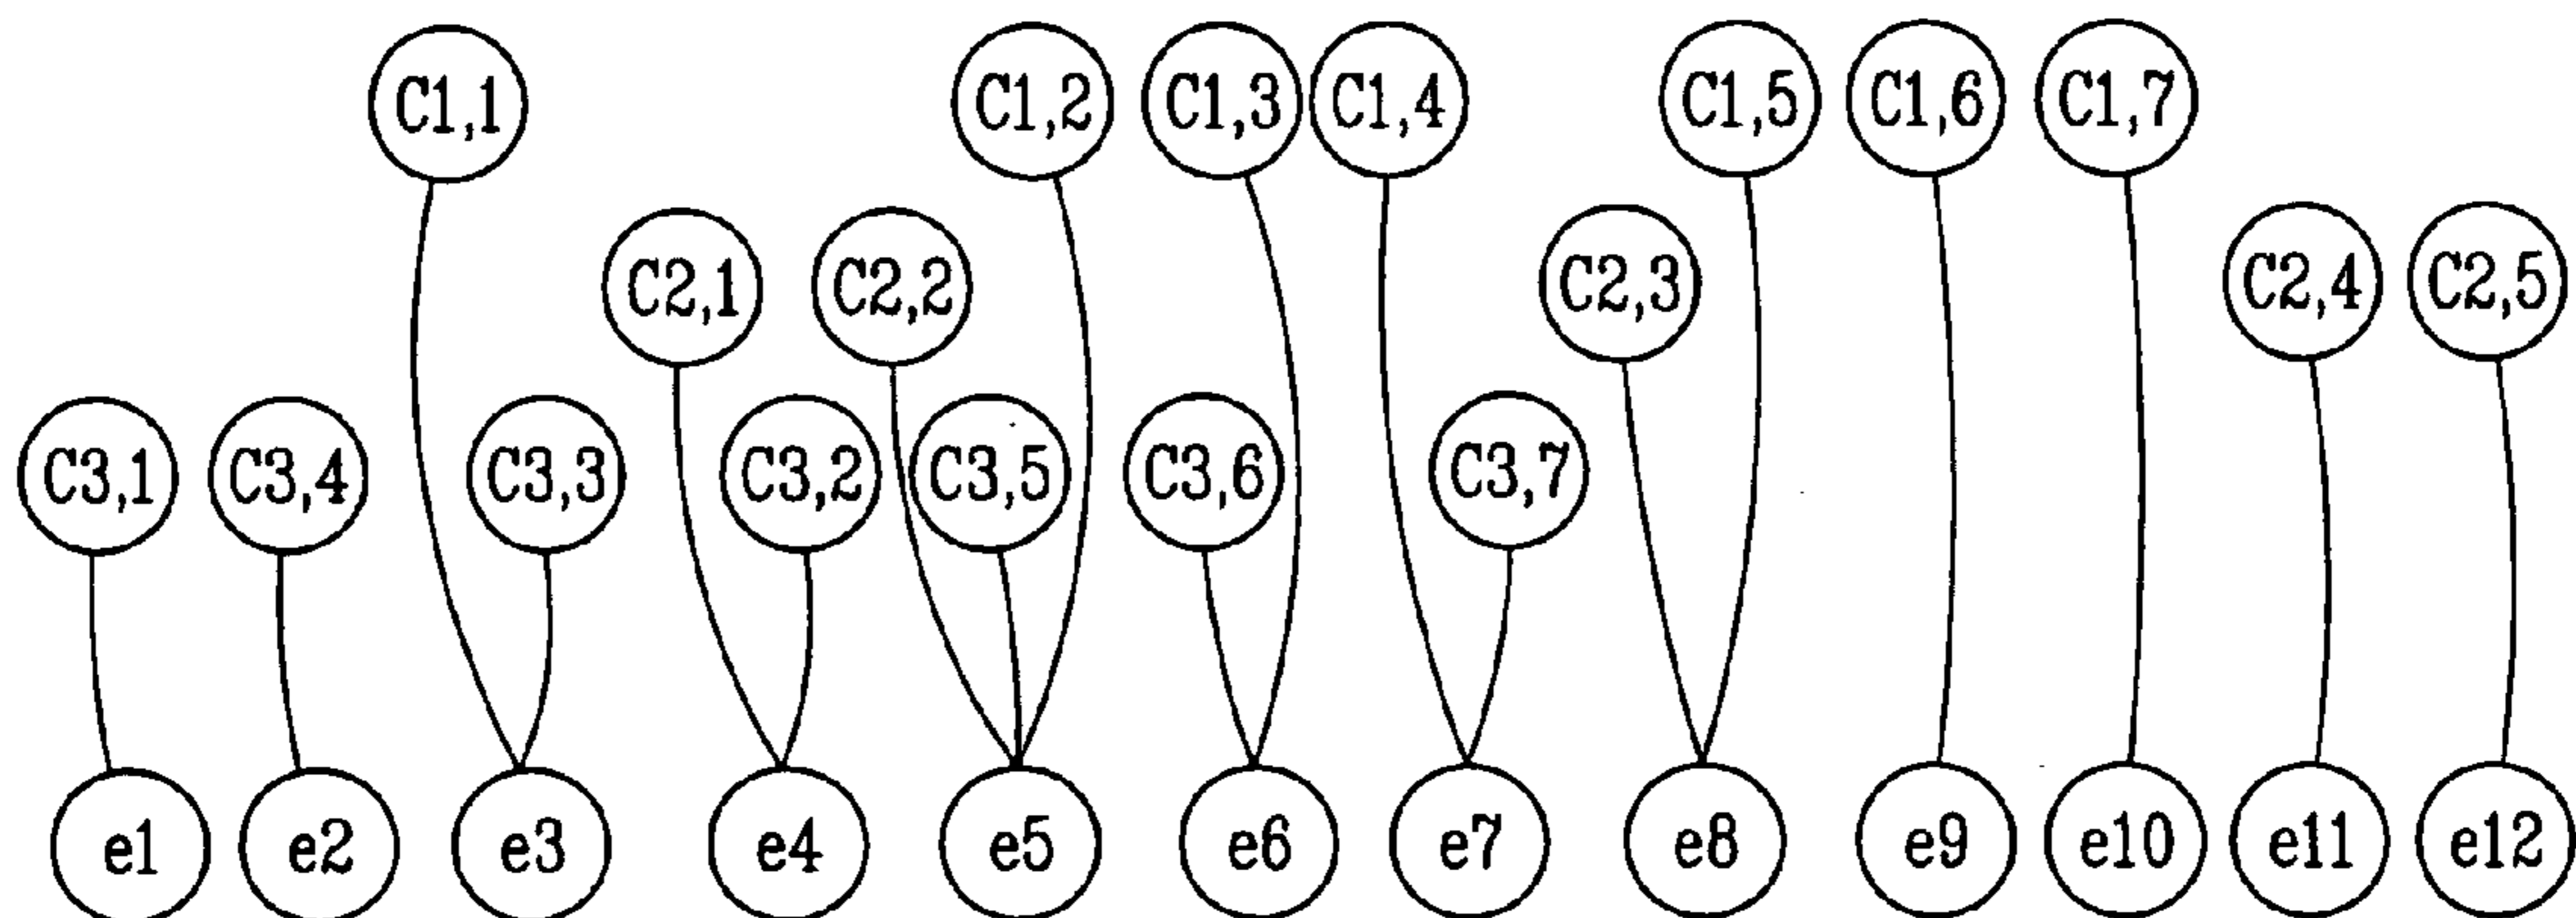 C1,1 C1,2 C1,3 C1,4 C1,5 C1,6 C1,7
C2,1 C2,2 C2,3 C2,4 C2,5
C3,1 C3,4 C3,3 C3,2 C3,5 C3,6 C3,7
e1 e2 e3 e4 e5 e6 e7 e8 e9 e10 e11 e12